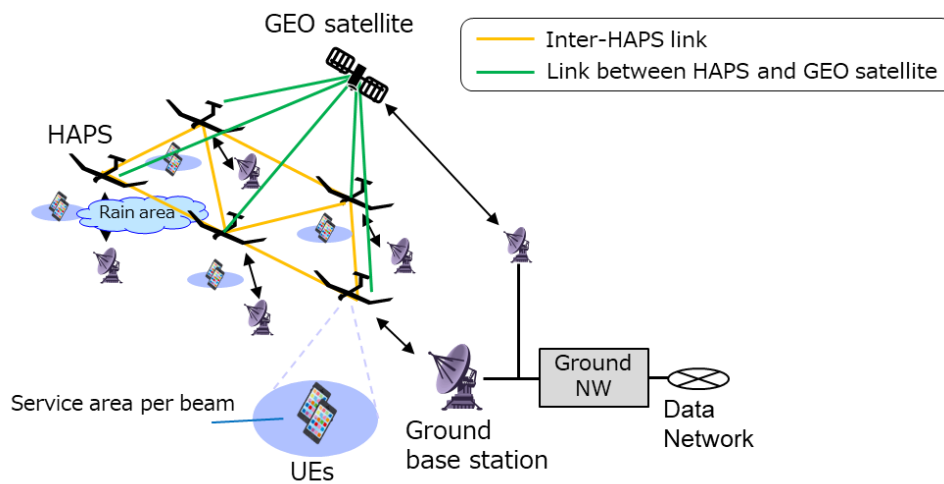 GEO satellite
Inter-HAPS link
Link between HAPS and GEO satellite
HAPS
Rain area
Service area per beam
UEs
Ground
base station
Ground
NW
Data
Network